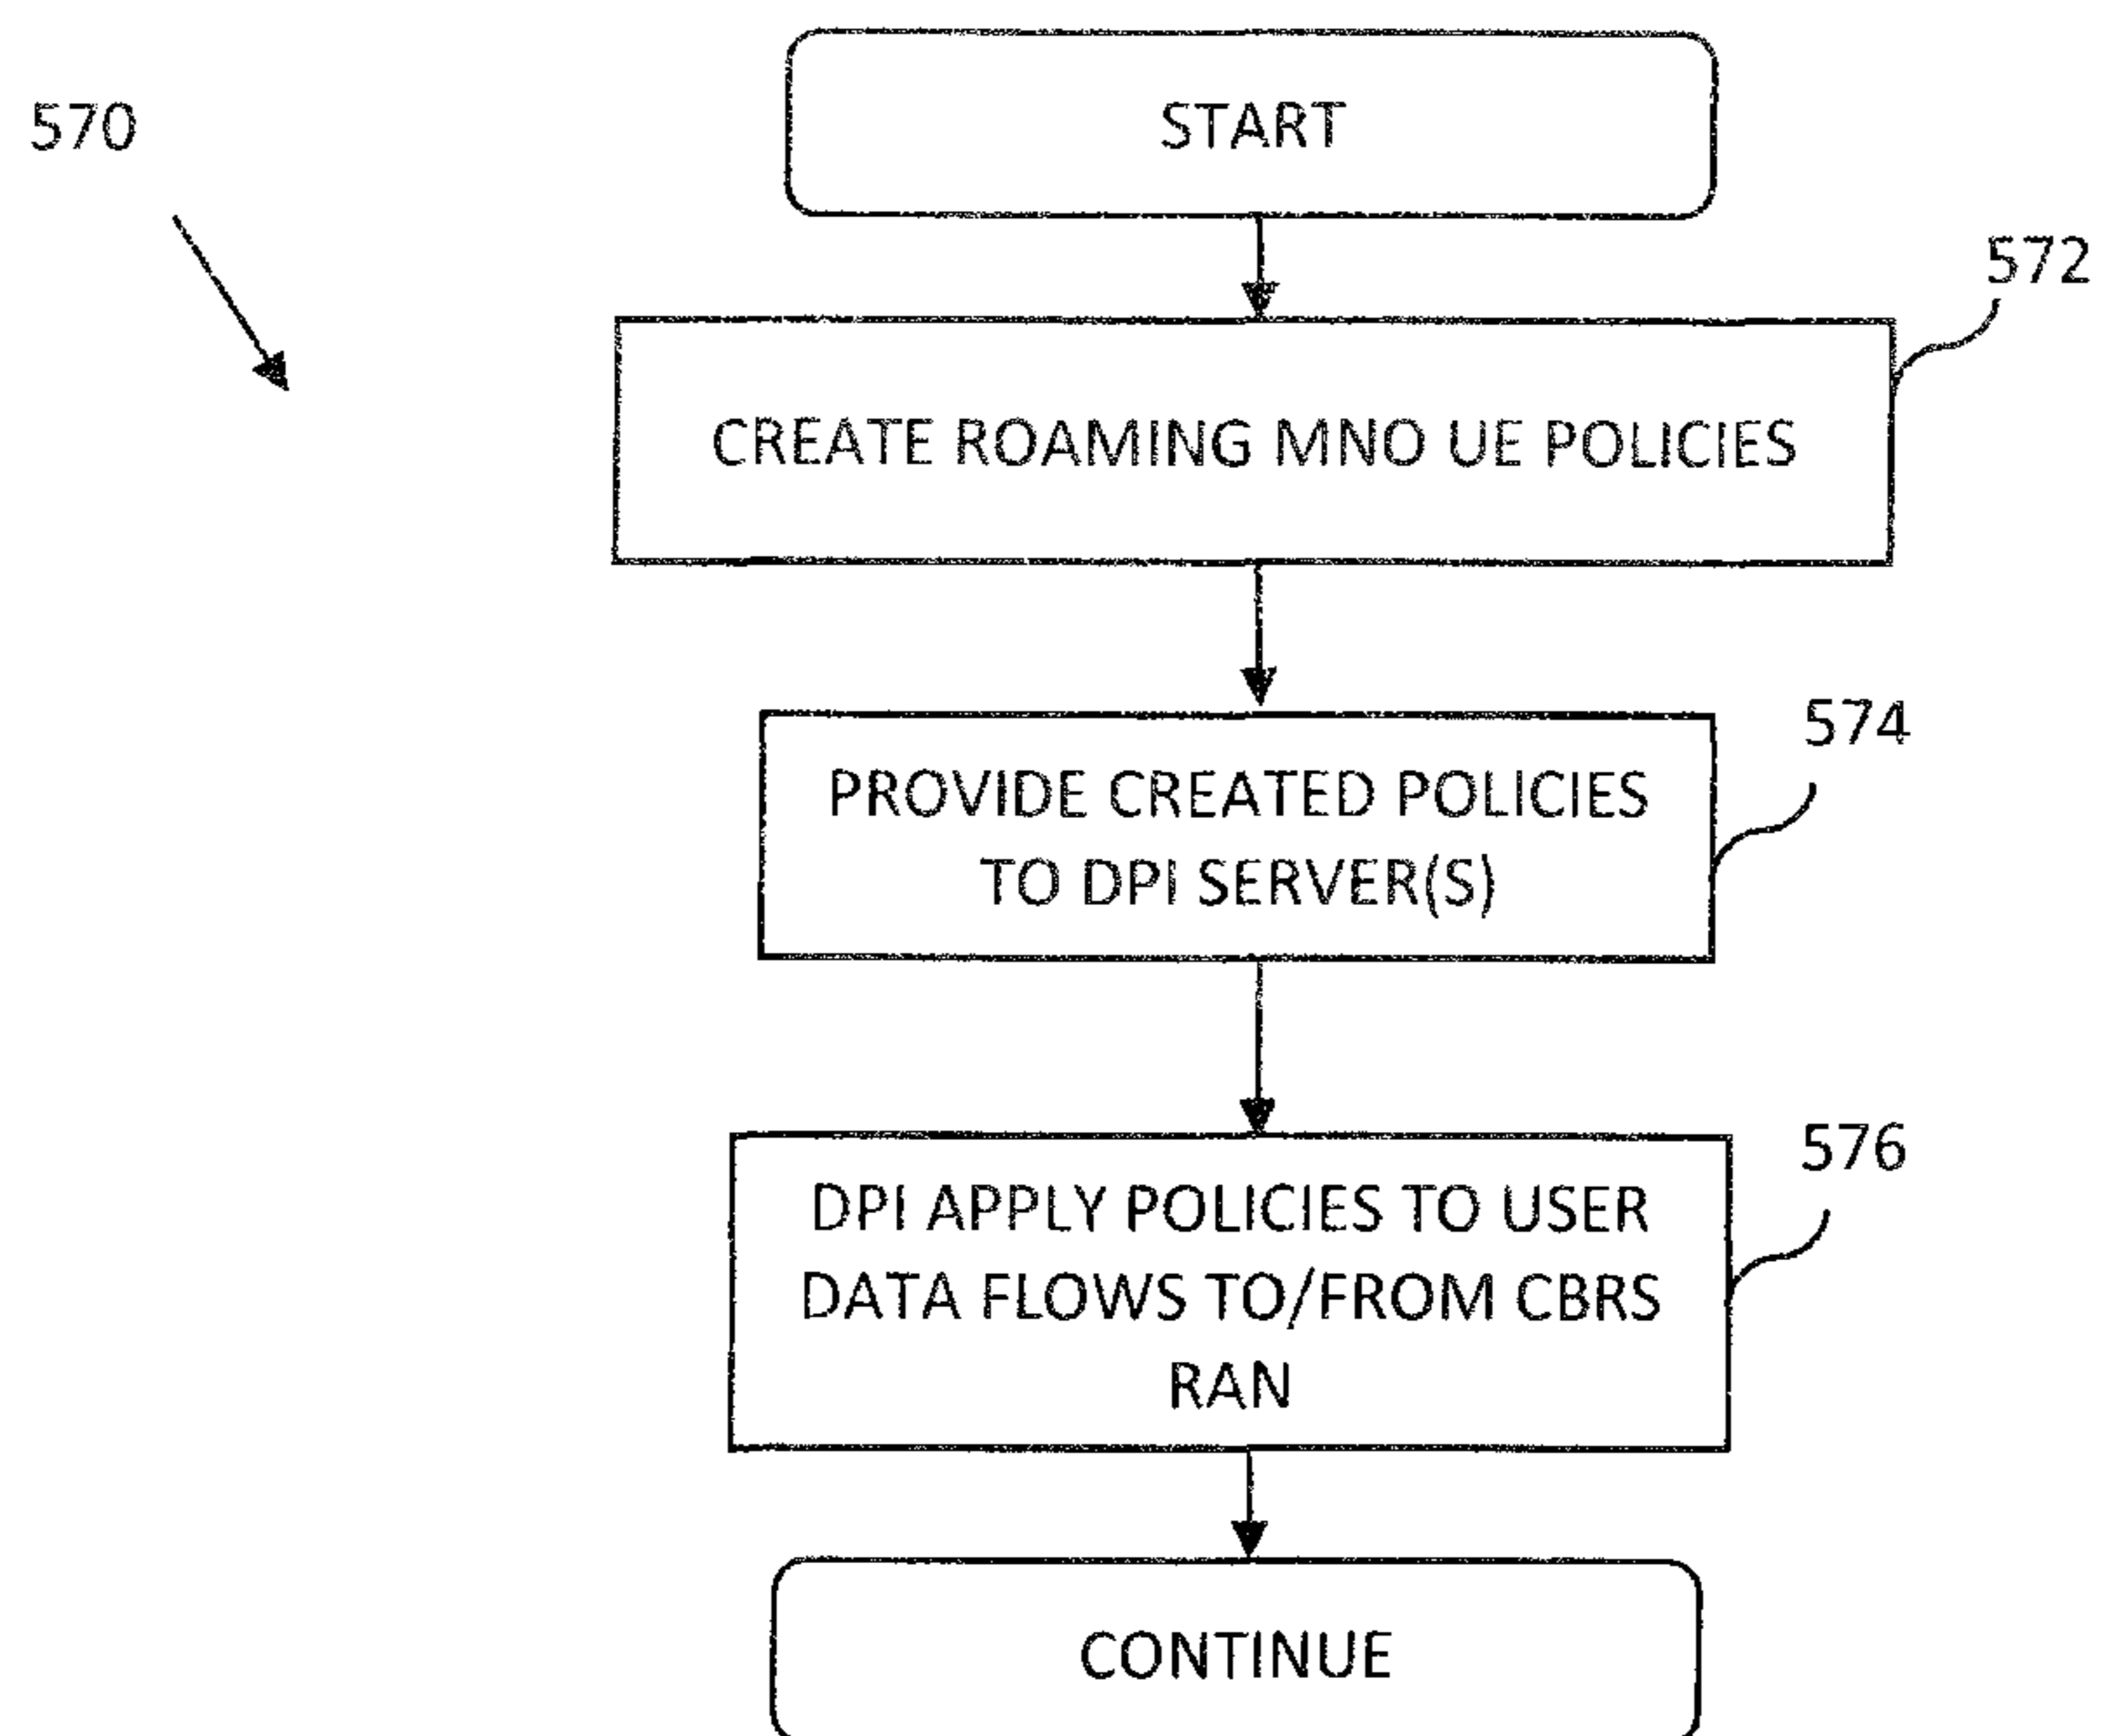 570
START
572
CREATE ROAMING MNO UE POLICIES
574
PROVIDE CREATED POLICIES
TO DPI SERVER(S)
576
DPI APPLY POLICIES TO USER
DATA FLOWS TO/FROM CBRS
RAN
CONTINUE